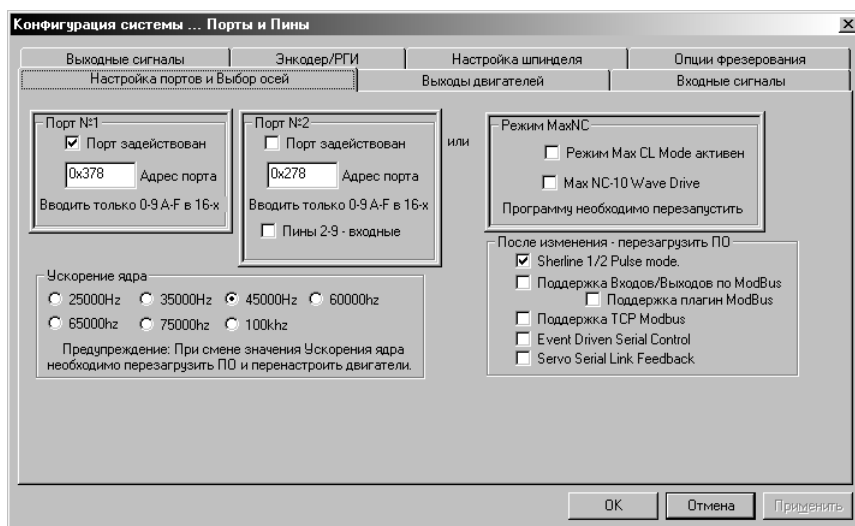 Конфигурация системы ... Порты и Пины
Выходные сигналы
Энкодер/РГИ
Настройка шпинделя
Опции фрезерования
Настройка портов и Выбор осей
Выходы двигателей
Входные сигналы
Порт №1
Порт задействован
0x378 Адрес порта
Вводить только 0-9 A-F в 16-х
Порт №2
Порт задействован
0x278 Адрес порта
Вводить только 0-9 A-F в 16-х
Пины 2-9 - входные
или
Режим MaxNC
Режим Max CL Mode активен
Max NC-10 Wave Drive
Программу необходимо перезапустить
После изменения - перезагрузить ПО
Sherline 1/2 Pulse mode.
Поддержка Входов/Выходов по ModBus
Поддержка плагин ModBus
Поддержка TCP Modbus
Event Driven Serial Control
Servo Serial Link Feedback
Ускорение ядра
25000Hz 35000Hz 45000Hz 60000hz
65000hz 75000hz 100khz
Предупреждение: При смене значения Ускорения ядра
необходимо перезагрузить ПО и перенастроить двигатели.
OK
Отмена
Применить